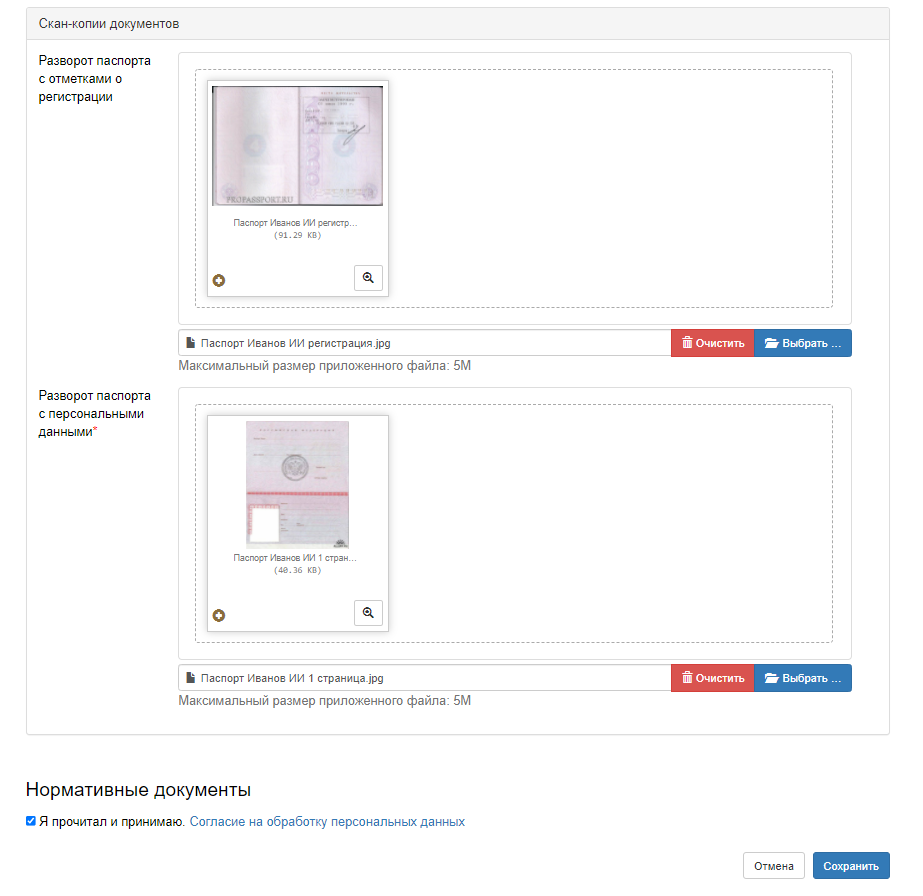 Скан-копии документов
Разворот паспорта
с отметками о
регистрации
PROPASSPORT.RU
Паспорт Иванов ИИ регистр...
(91.29 KB)
Паспорт Иванов ИИ регистрация.jpg
Очистить
Выбрать ...
Максимальный размер приложенного файла: 5M
Разворот паспорта
с персональными
данными*
Паспорт Иванов ИИ 1 стран...
(40.36 KB)
Паспорт Иванов ИИ 1 страница.jpg
Очистить
Выбрать ...
Максимальный размер приложенного файла: 5M
Нормативные документы
Я прочитал и принимаю. Согласие на обработку персональных данных
Отмена
Сохранить